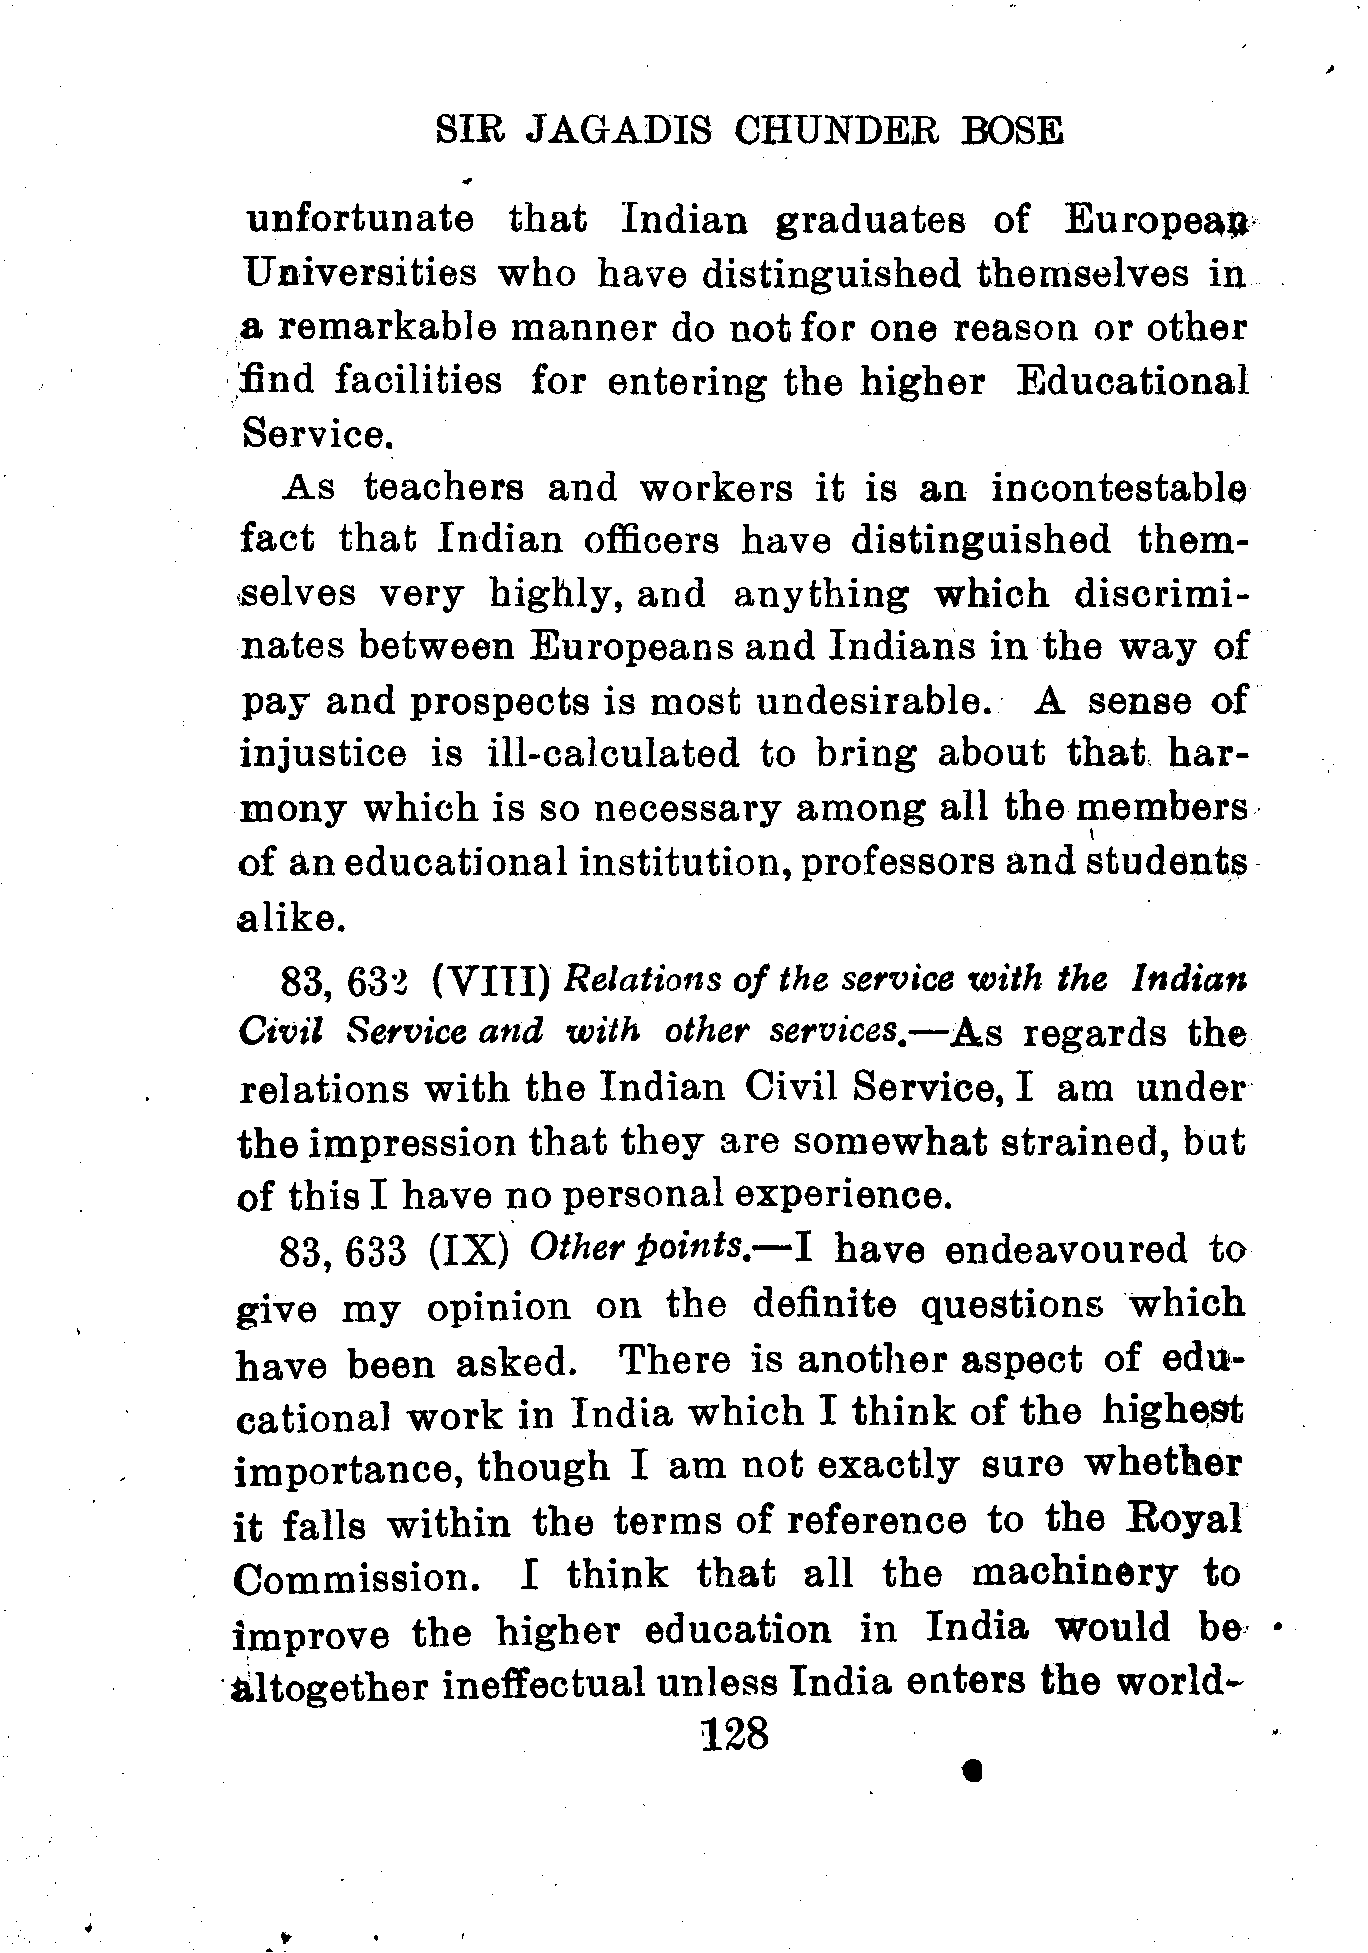 SIR JAGADIS CHUNDER BOSE
unfortunate that Indian graduates of European
Universities who have distinguished themselves in
a remarkable manner do not for one reason or other
find facilities for entering the higher Educational
Service.
As teachers and workers it is an incontestable
fact that Indian officers have distinguished them-
selves very highly, and anything which discrimi-
nates between Europeans and Indians in the way of
pay and prospects is most undesirable. A sense of
injustice is ill-calculated to bring about that har-
mony which is so necessary among all the members
of an educational institution, professors and students
alike.
83, 632 (VIII) Relations of the service with the Indian
Civil Service and with other services.—As regards the
relations with the Indian Civil Service, I am under
the impression that they are somewhat strained, but
of this I have no personal experience.
83, 633 (IX) Other points.—I have endeavoured to
give my opinion on the definite questions which
have been asked. There is another aspect of edu-
cational work in India which I think of the highest
importance, though I am not exactly sure whether
it falls within the terms of reference to the Royal
Commission. I think that all the machinery to
improve the higher education in India would be
altogether ineffectual unless India enters the world-
128